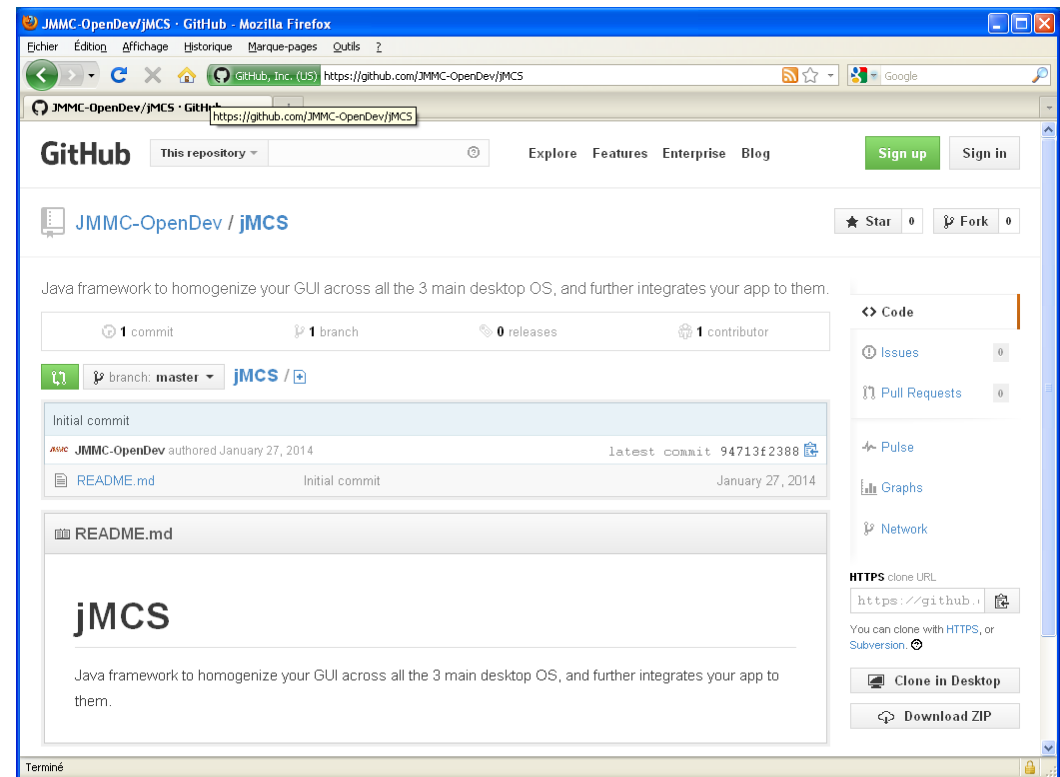 JMMC-OpenDev/jMCS · GitHub - Mozilla Firefox
Eichier Édition Affichage Historique Marque-pages Outils ?
GitHub, Inc. (US) https://github.com/JMMC-OpenDev/jMCS Google
JMMC-OpenDev/jMCS · GitHub
https://github.com/JMMC-OpenDev/jMCS
GitHub This repository Explore Features Enterprise Blog Sign up Sign in
JMMC-OpenDev / jMCS Star 0 Fork 0
Java framework to homogenize your GUI across all the 3 main desktop OS, and further integrates your app to them.
<> Code
1 commit 1 branch 0 releases 1 contributor
Issues 0
branch: master jMCS /
Pull Requests 0
Initial commit
JMMC JMMC-OpenDev authored January 27, 2014 latest commit 94713f2388
Pulse
README.md Initial commit January 27, 2014
Graphs
README.md
Network
HTTPS clone URL
https://github.
jMCS
You can clone with HTTPS, or
Subversion.
Java framework to homogenize your GUI across all the 3 main desktop OS, and further integrates your app to
them.
Clone in Desktop
Download ZIP
Terminé